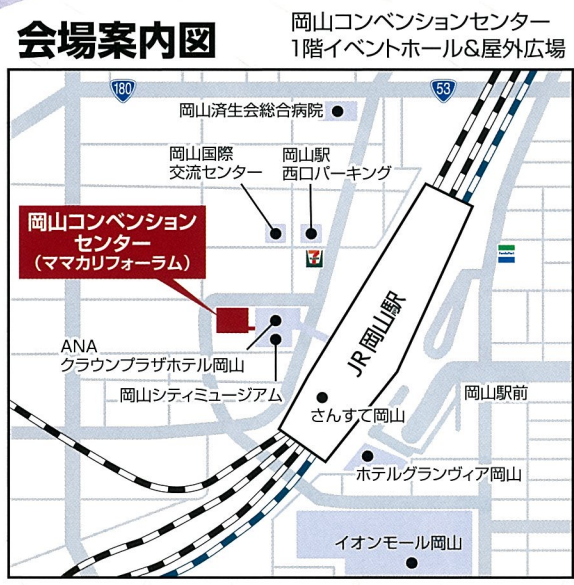 会場案内図
岡山コンベンションセンター
1階イベントホール&屋外広場
180
53
岡山済生会総合病院
岡山国際
交流センター
岡山駅
西口パーキング
岡山コンベンション
センター
(ママカリフォーラム)
7
FamilyMart
JR岡山駅
ANA
クラウンプラザホテル岡山
岡山シティミュージアム
さんすて岡山
岡山駅前
ホテルグランヴィア岡山
イオンモール岡山